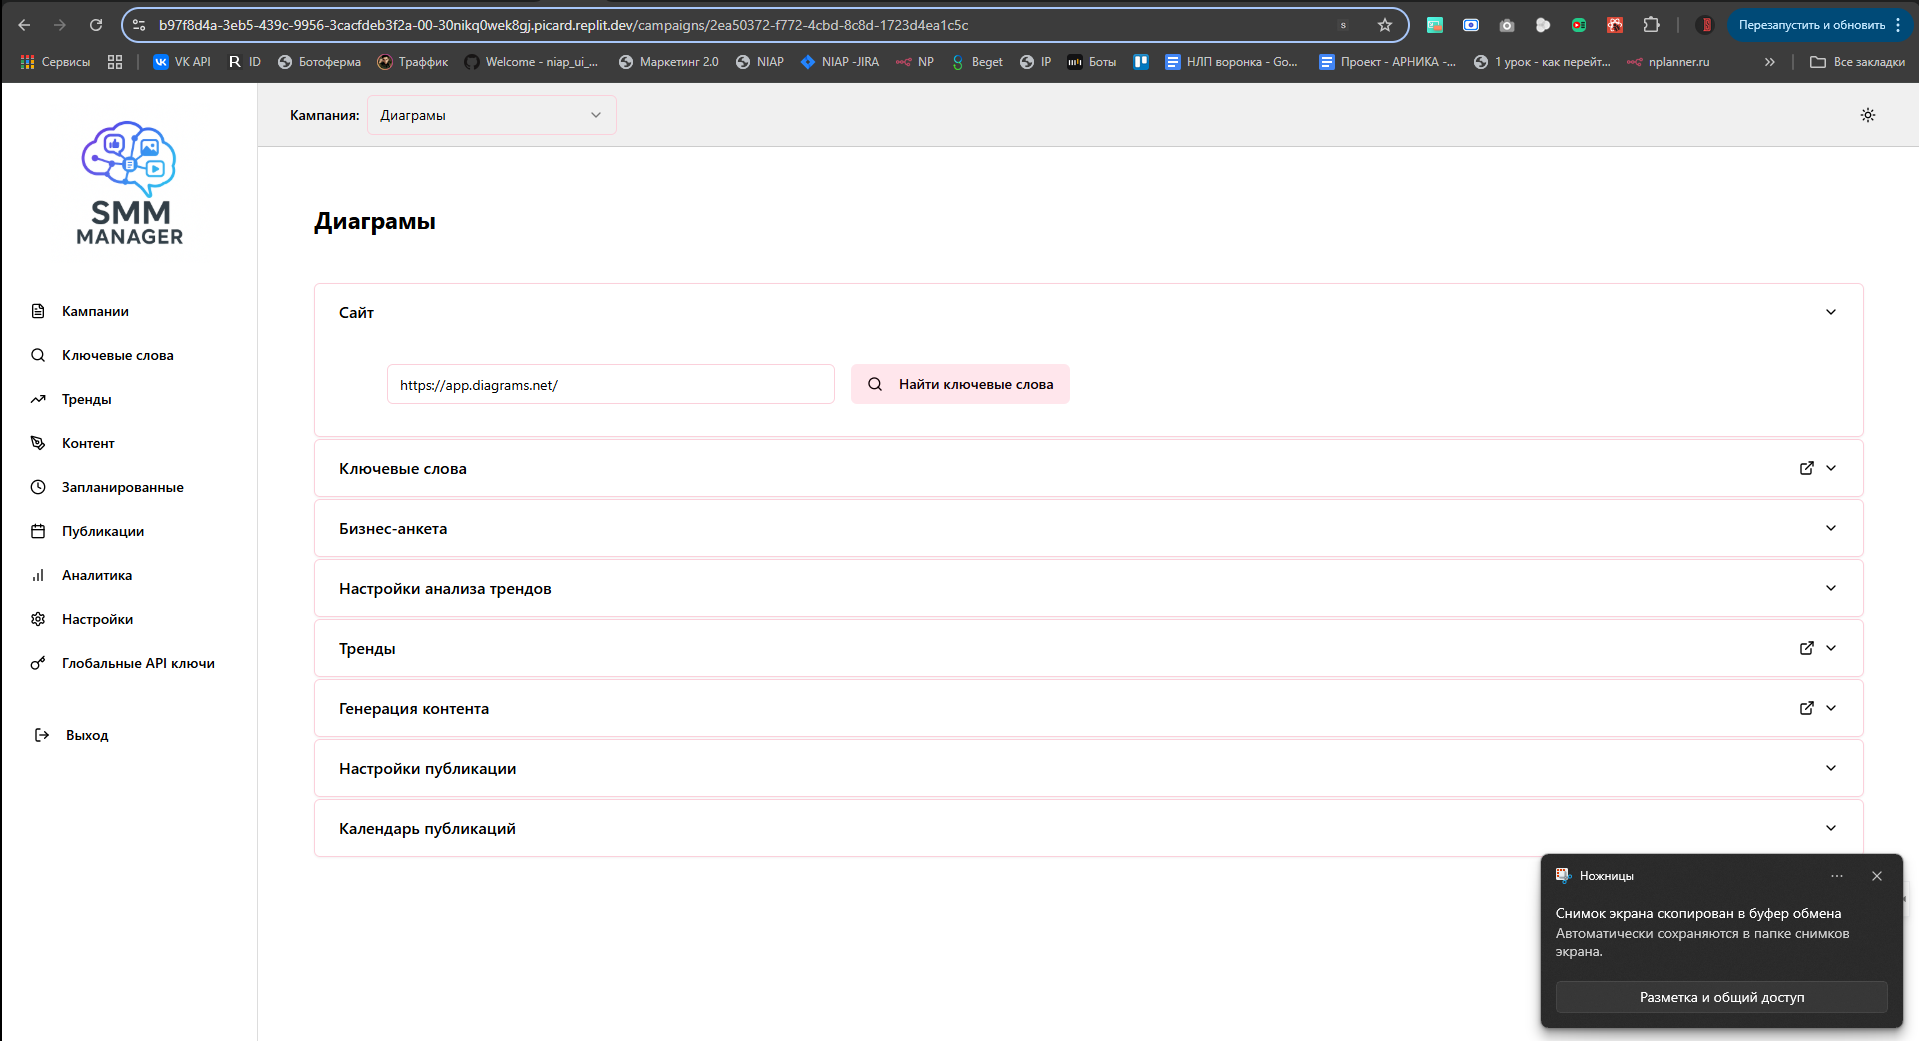 b97f8d4a-3eb5-439c-9956-3cacfdeb3f2a-00-30nikq0wek8gj.picard.replit.dev/campaigns/2ea50372-f772-4cbd-8c8d-1723d4ea1c5c
Перезапустить и обновить
Сервисы
VK API
R ID
Ботоферма
Траффик
Welcome - niap_ui_...
Маркетинг 2.0
NIAP
NIAP -JIRA
NP
Beget
IP
Боты
НЛП воронка - Go...
Проект - АРНИКА -...
1 урок - как перейт...
nplanner.ru
Все закладки
SMM
MANAGER
Кампания:
Диаграмы
Диаграмы
Кампании
Ключевые слова
Тренды
Контент
Запланированные
Публикации
Аналитика
Настройки
Глобальные API ключи
Выход
Сайт
https://app.diagrams.net/
Найти ключевые слова
Ключевые слова
Бизнес-анкета
Настройки анализа трендов
Тренды
Генерация контента
Настройки публикации
Календарь публикаций
Ножницы
Снимок экрана скопирован в буфер обмена
Автоматически сохраняются в папке снимков
экрана.
Разметка и общий доступ